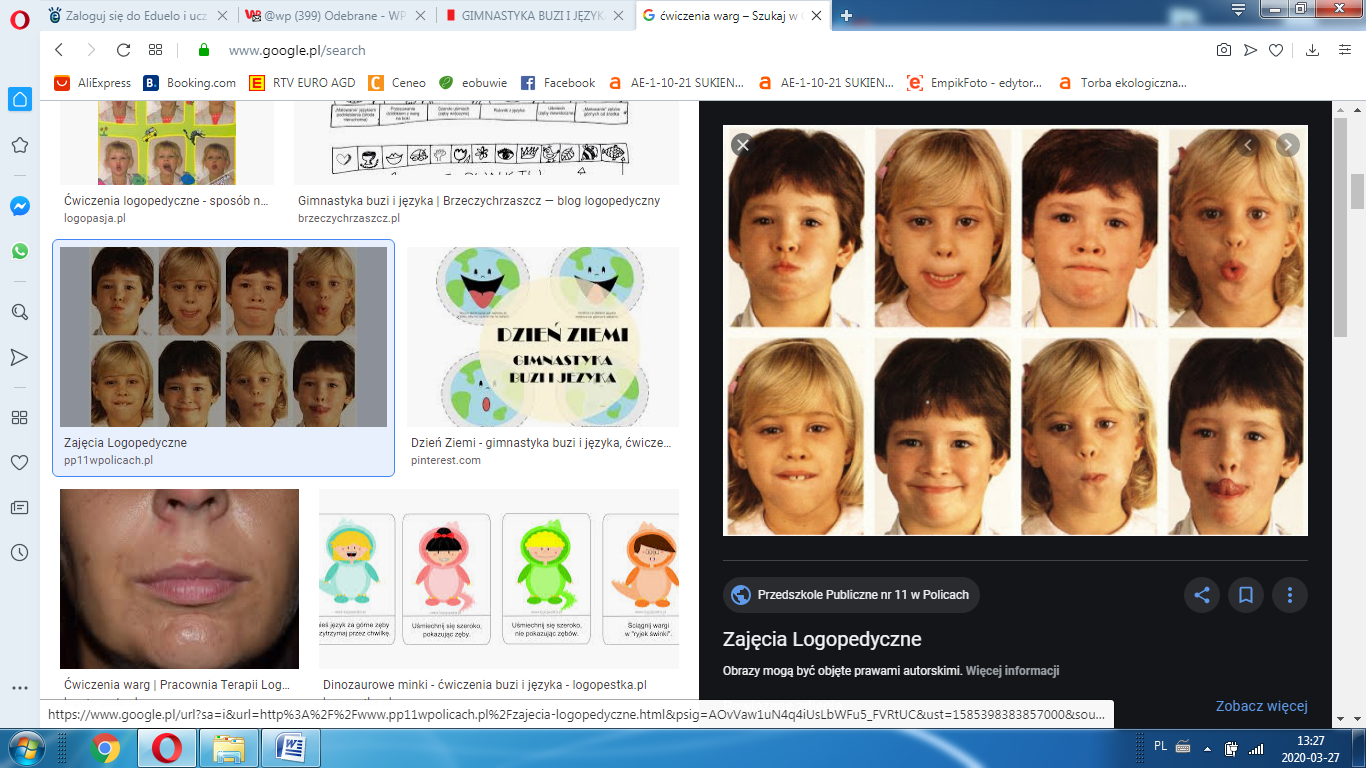 Zaloguj się do Eduelo i ucz
@wp (399) Odebrane - WP
GIMNASTYKA BUZI I JĘZYK
ćwiczenia warg – Szukaj w G
www.google.pl/search
AliExpress
Booking.com
RTV EURO AGD
Ceneo
eobuwie
Facebook
AE-1-10-21 SUKIEN...
AE-1-10-21 SUKIEN...
EmpikFoto - edytor...
Torba ekologiczna...
Ćwiczenia logopedyczne - sposób n...
logopasja.pl
Gimnastyka buzi i języka | Brzeczychrzaszcz — blog logopedyczny
brzeczychrzaszcz.pl
Zajęcia Logopedyczne
pp11wpolicach.pl
DZIEŃ ZIEMI
GIMNASTYKA
BUZI I JĘZYKA
Dzień Ziemi - gimnastyka buzi i języka, ćwicze...
pinterest.com
Ćwiczenia warg | Pracownia Terapii Log...
Uśmiechnij się szeroko,
pokazując zęby.
Uśmiechnij się szeroko,
nie pokazując zębów.
Ściągnij wargi
w "ryjek świnki".
Dinozaurowe minki - ćwiczenia buzi i języka - logopestka.pl
Przedszkole Publiczne nr 11 w Policach
Zajęcia Logopedyczne
Obrazy mogą być objęte prawami autorskimi. Więcej informacji
Zobacz więcej
https://www.google.pl/url?sa=i&url=http%3A%2F%2Fwww.pp11wpolicach.pl%2Fzajecia-logopedyczne.html&psig=AOvVaw1uN4q4iUsLbWFu5_FVRtUC&ust=1585398383857000&sou...
PL
13:27
2020-03-27